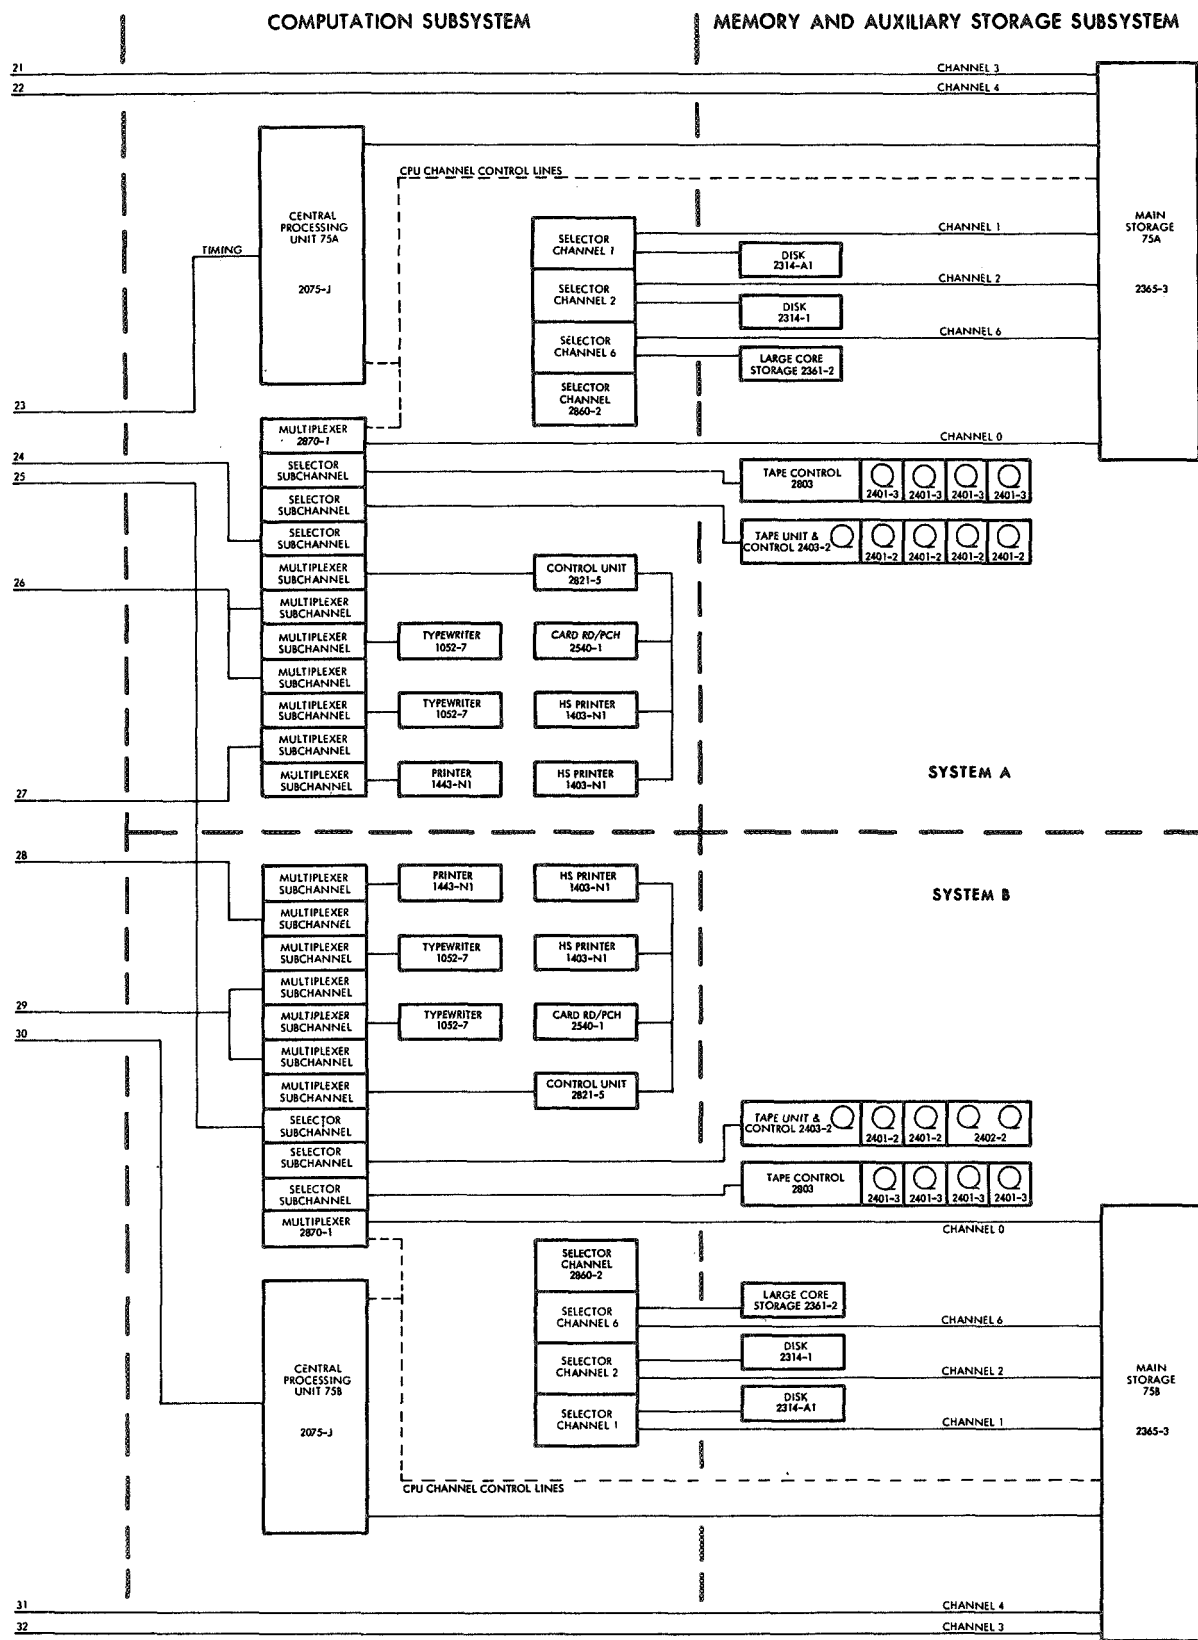 COMPUTATION SUBSYSTEM
MEMORY AND AUXILIARY STORAGE SUBSYSTEM
21
CHANNEL 3
22
CHANNEL 4
CPU CHANNEL CONTROL LINES
CENTRAL
PROCESSING
UNIT 75A
2075-J
TIMING
MAIN
STORAGE
75A
2365-3
SELECTOR
CHANNEL 1
CHANNEL 1
DISK
2314-A1
SELECTOR
CHANNEL 2
CHANNEL 2
DISK
2314-1
SELECTOR
CHANNEL 6
CHANNEL 6
LARGE CORE
STORAGE 2361-2
SELECTOR
CHANNEL
2860-2
23
MULTIPLEXER
2870-1
CHANNEL 0
24
SELECTOR
SUBCHANNEL
TAPE CONTROL
2803
2401-3 2401-3 2401-3 2401-3
25
SELECTOR
SUBCHANNEL
SELECTOR
SUBCHANNEL
TAPE UNIT &
CONTROL 2403-2
2401-2 2401-2 2401-2 2401-2
MULTIPLEXER
SUBCHANNEL
CONTROL UNIT
2821-5
26
MULTIPLEXER
SUBCHANNEL
MULTIPLEXER
SUBCHANNEL
TYPEWRITER
1052-7
CARD RD/PCH
2540-1
MULTIPLEXER
SUBCHANNEL
MULTIPLEXER
SUBCHANNEL
TYPEWRITER
1052-7
HS PRINTER
1403-N1
MULTIPLEXER
SUBCHANNEL
MULTIPLEXER
SUBCHANNEL
PRINTER
1443-N1
HS PRINTER
1403-N1
SYSTEM A
27
28
MULTIPLEXER
SUBCHANNEL
PRINTER
1443-N1
HS PRINTER
1403-N1
SYSTEM B
MULTIPLEXER
SUBCHANNEL
MULTIPLEXER
SUBCHANNEL
TYPEWRITER
1052-7
HS PRINTER
1403-N1
MULTIPLEXER
SUBCHANNEL
29
MULTIPLEXER
SUBCHANNEL
TYPEWRITER
1052-7
CARD RD/PCH
2540-1
30
MULTIPLEXER
SUBCHANNEL
MULTIPLEXER
SUBCHANNEL
CONTROL UNIT
2821-5
SELECTOR
SUBCHANNEL
TAPE UNIT &
CONTROL 2403-2
2401-2 2401-2 2402-2
SELECTOR
SUBCHANNEL
SELECTOR
SUBCHANNEL
TAPE CONTROL
2803
2401-3 2401-3 2401-3 2401-3
MULTIPLEXER
2870-1
CHANNEL 0
SELECTOR
CHANNEL
2860-2
LARGE CORE
STORAGE 2361-2
SELECTOR
CHANNEL 6
CHANNEL 6
DISK
2314-1
SELECTOR
CHANNEL 2
CHANNEL 2
DISK
2314-A1
SELECTOR
CHANNEL 1
CHANNEL 1
CENTRAL
PROCESSING
UNIT 75B
2075-J
MAIN
STORAGE
75B
2365-3
CPU CHANNEL CONTROL LINES
31
CHANNEL 4
32
CHANNEL 3